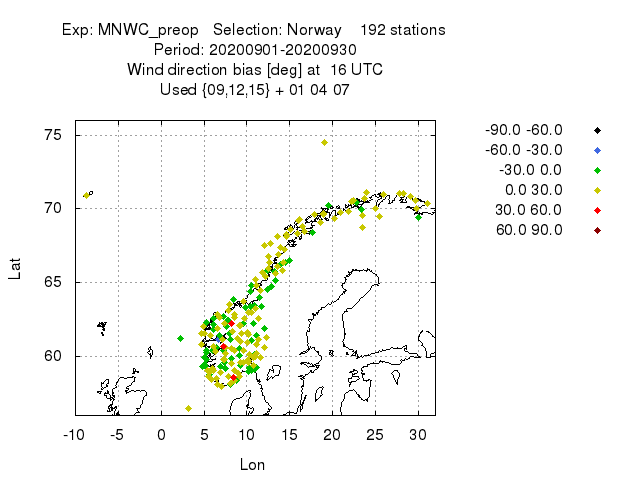 Exp: MNWC_preop Selection: Norway 192 stations
Period: 20200901-20200930
Wind direction bias [deg] at 16 UTC
Used {09,12,15} + 01 04 07
75
70
65
60
-10 -5 0 5 10 15 20 25 30
Lat
Lon
-90.0 -60.0
-60.0 -30.0
-30.0 0.0
0.0 30.0
30.0 60.0
60.0 90.0